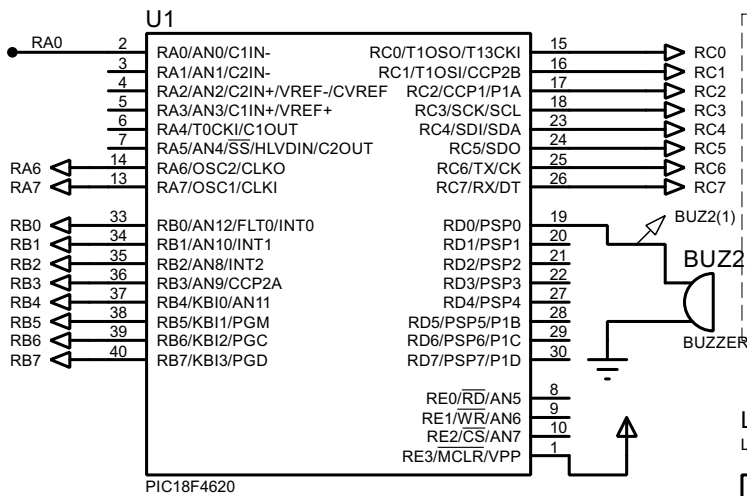 U1
RA0 2 RA0/AN0/C1IN- RC0/T1OSO/T13CKI 15 RC0
3 RA1/AN1/C2IN- RC1/T1OSI/CCP2B 16 RC1
4 RA2/AN2/C2IN+/VREF-/CVREF RC2/CCP1/P1A 17 RC2
5 RA3/AN3/C1IN+/VREF+ RC3/SCK/SCL 18 RC3
6 RA4/T0CKI/C1OUT RC4/SDI/SDA 23 RC4
7 RA5/AN4/SS/HLVDIN/C2OUT RC5/SDO 24 RC5
RA6 14 RA6/OSC2/CLKO RC6/TX/CK 25 RC6
RA7 13 RA7/OSC1/CLKI RC7/RX/DT 26 RC7
RB0 33 RB0/AN12/FLT0/INT0 RD0/PSP0 19 BUZ2(1)
RB1 34 RB1/AN10/INT1 RD1/PSP1 20
RB2 35 RB2/AN8/INT2 RD2/PSP2 21 BUZ2
RB3 36 RB3/AN9/CCP2A RD3/PSP3 22
RB4 37 RB4/KBI0/AN11 RD4/PSP4 27
RB5 38 RB5/KBI1/PGM RD5/PSP5/P1B 28
RB6 39 RB6/KBI2/PGC RD6/PSP6/P1C 29 BUZZER
RB7 40 RB7/KBI3/PGD RD7/PSP7/P1D 30
RE0/RD/AN5 8
RE1/WR/AN6 9
RE2/CS/AN7 10
RE3/MCLR/VPP 1
PIC18F4620